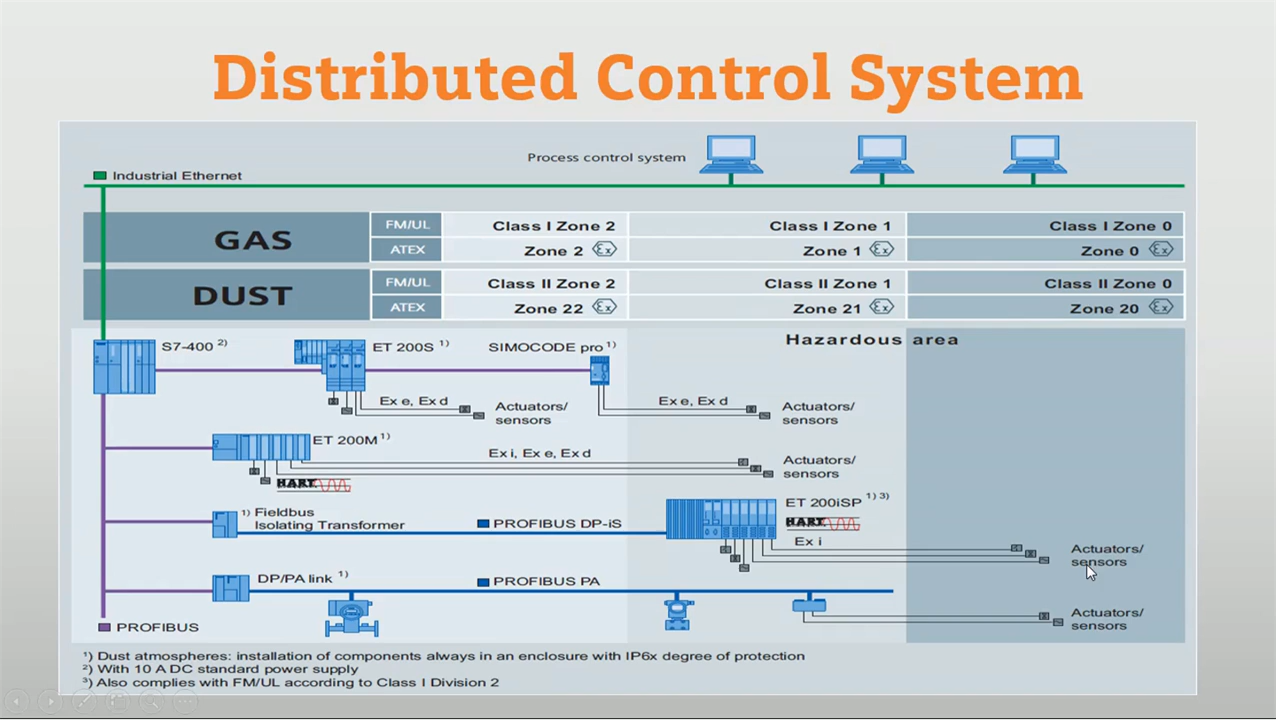 Distributed Control System
Process control system
Industrial Ethernet
GAS
FM/UL
Class I Zone 2
Class I Zone 1
Class I Zone 0
ATEX
Zone 2 Ex
Zone 1 Ex
Zone 0 Ex
DUST
FM/UL
Class II Zone 2
Class II Zone 1
Class II Zone 0
ATEX
Zone 22 Ex
Zone 21 Ex
Zone 20 Ex
Hazardous area
S7-400 2)
ET 200S 1)
SIMOCODE pro 1)
Ex e, Ex d
Actuators/
sensors
Ex e, Ex d
Actuators/
sensors
ET 200M 1)
Ex i, Ex e, Ex d
Actuators/
sensors
HART
1) Fieldbus
Isolating Transformer
PROFIBUS DP-iS
ET 200iSP 1) 3)
HART
Ex i
Actuators/
sensors
DP/PA link 1)
PROFIBUS PA
Actuators/
sensors
PROFIBUS
1) Dust atmospheres: installation of components always in an enclosure with IP6x degree of protection
2) With 10 A DC standard power supply
3) Also complies with FM/UL according to Class I Division 2